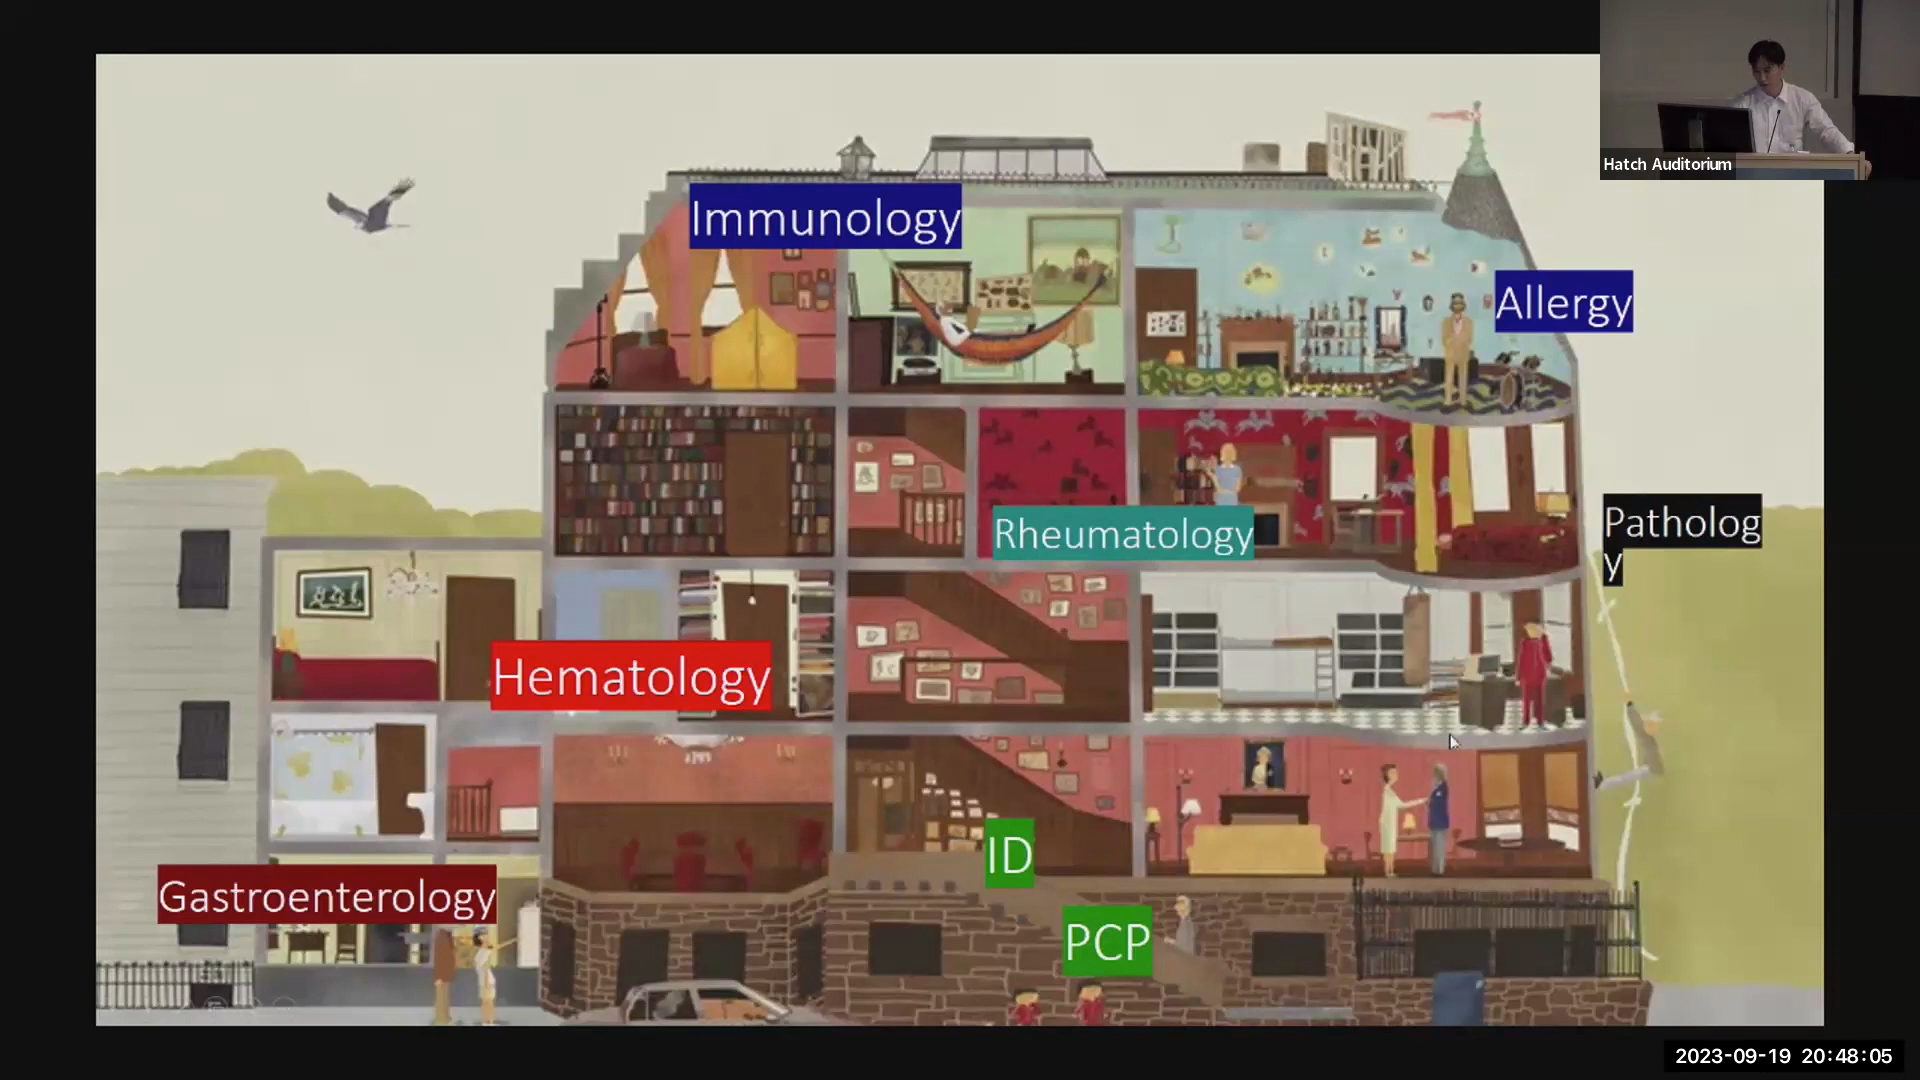 Hatch Auditorium
Immunology
Allergy
Patholog
y
Rheumatology
Hematology
ID
Gastroenterology
PCP
2023-09-19 20:48:05